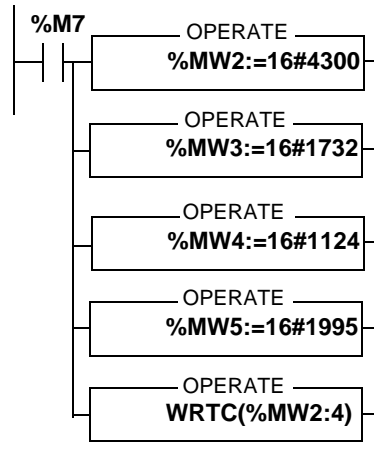 %M7
OPERATE
%MW2:=16#4300
OPERATE
%MW3:=16#1732
OPERATE
%MW4:=16#1124
OPERATE
%MW5:=16#1995
OPERATE
WRTC(%MW2:4)